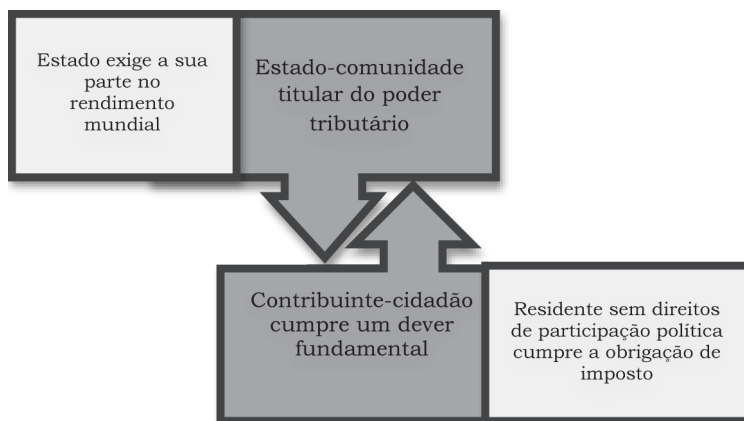 Estado exige a sua
parte no
rendimento
mundial
Estado-comunidade
titular do poder
tributário
Contribuinte-cidadão
cumpre um dever
fundamental
Residente sem direitos
de participação política
cumpre a obrigação de
imposto